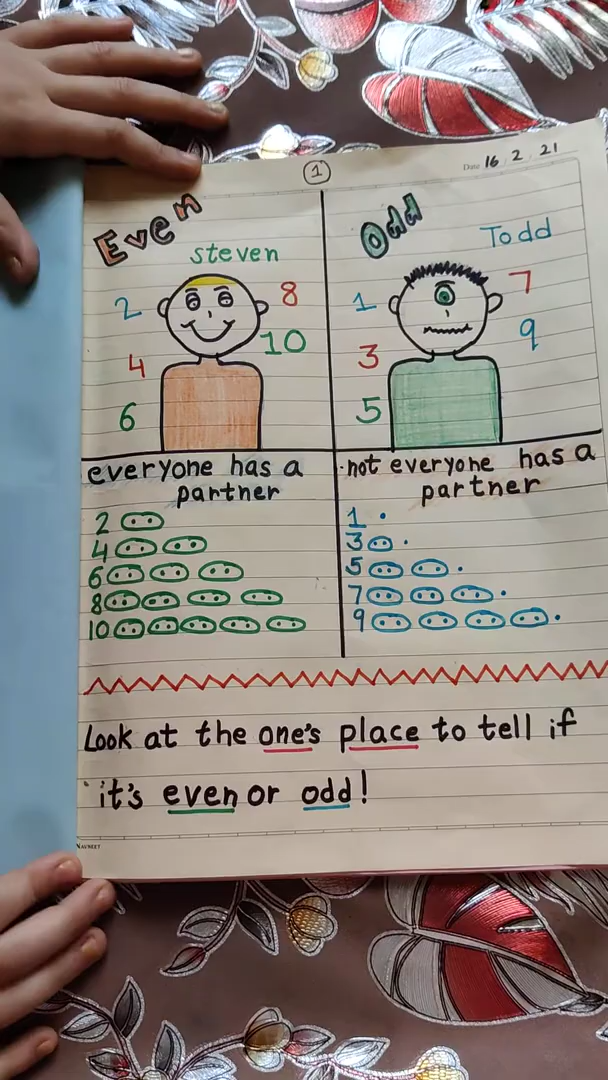 1
Date 16 2 21
Even
steven
2
8
10
4
6
Odd
Todd
1
7
9
3
5
everyone has a
partner
2
4
6
8
10
not everyone has a
partner
1
3
5
7
9
Look at the one's place to tell if
it's even or odd!
NAVNEET